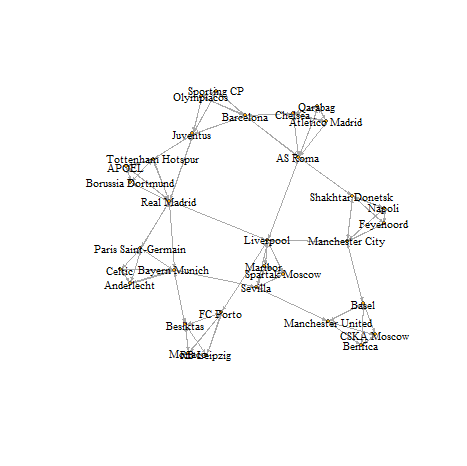 Sporting CP
Olympiacos
Qarabag
Barcelona
Chelsea
Atletico Madrid
Juventus
Tottenham Hotspur
AS Roma
APOEL
Borussia Dortmund
Shakhtar Donetsk
Real Madrid
Napoli
Feyenoord
Liverpool
Manchester City
Paris Saint-Germain
Celtic
Bayern Munich
Maribor
Spartak Moscow
Anderlecht
Sevilla
Basel
FC Porto
Manchester United
Besiktas
CSKA Moscow
Benfica
Monaco
RB Leipzig